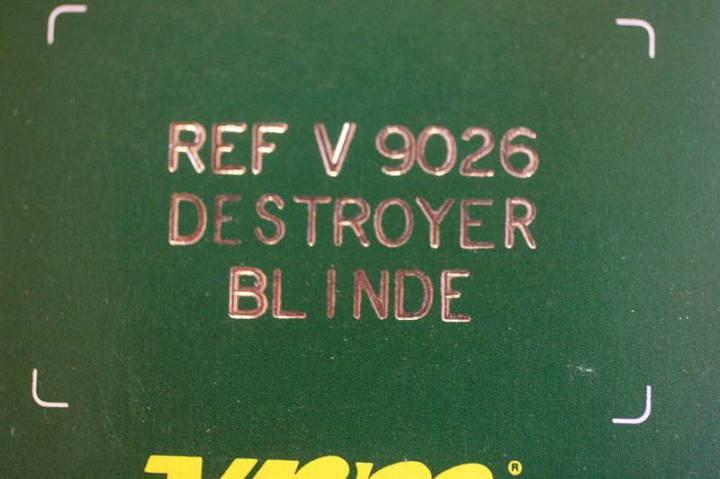 REF V 9026
DESTROYER
BLINDE
®